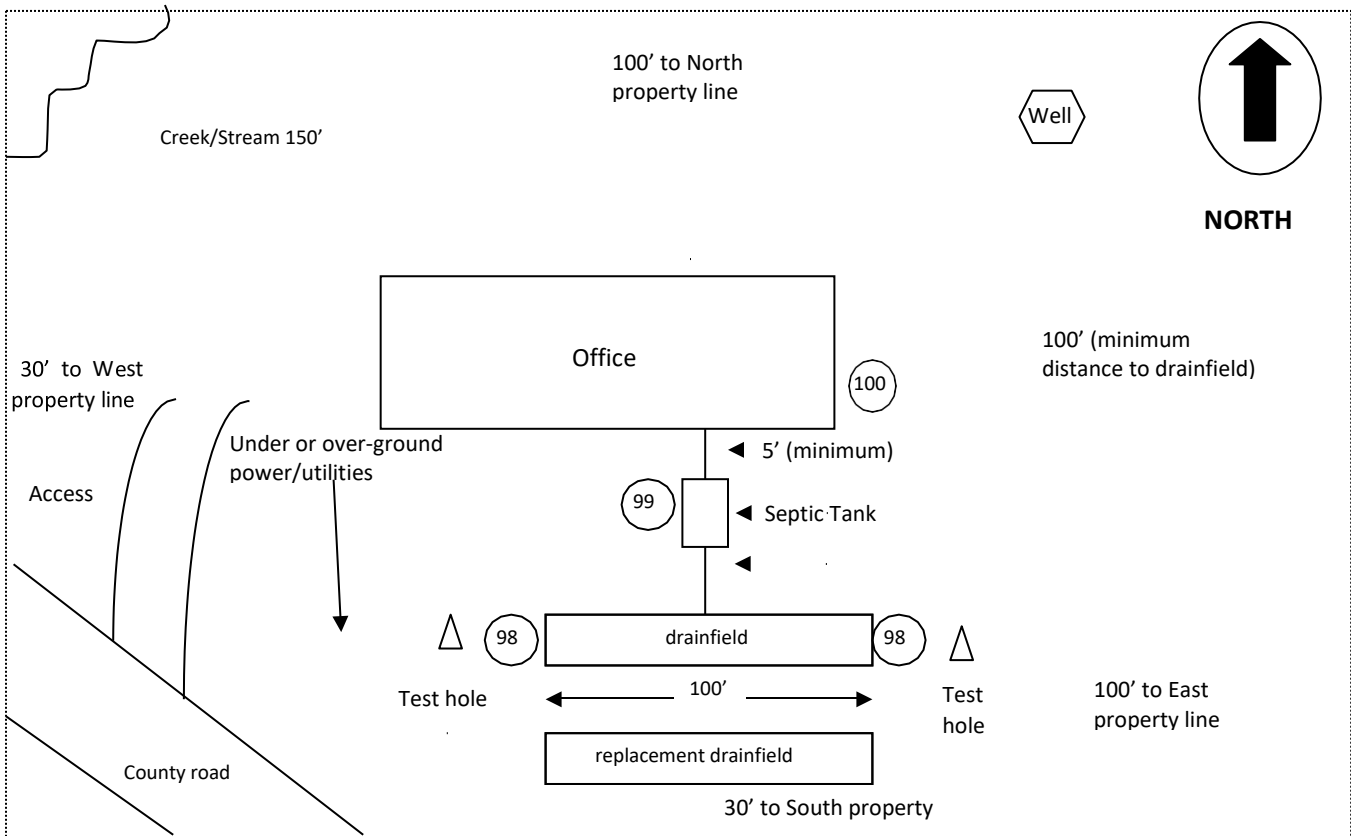 100’ to North
property line
Well
Creek/Stream 150’
NORTH
Office
100’ (minimum
distance to drainfield)
30’ to West
property line
100
Under or over-ground
power/utilities
5’ (minimum)
Access
99
Septic Tank
98
drainfield
98
Test hole
100’
Test
hole
100’ to East
property line
replacement drainfield
County road
30’ to South property